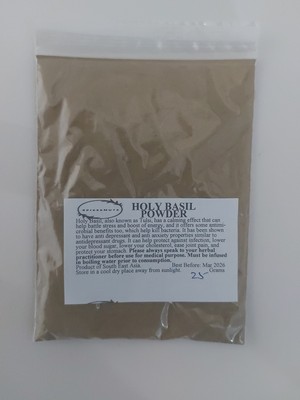 HOLY BASIL
POWDER
Holy Basil, also known as Tulsi, has a calming effect that can
help battle stress and boost of energy, and it offers some antimi-
crobial benefits too, which help kill bacteria. It has been shown
to have anti depressant and anti anxiety properties similar to
antidepressant drugs. It can help protect against infection, lower
your blood sugar, lower your cholesterol, ease joint pain, and
protect your stomach. Please always speak to your herbal
practitioner before use for medical purpose. Must be infused
in boiling water prior to consumption.
Product of South East Asia Best Before: May 2026
Store in a cool dry place away from sunlight. 25 Grams